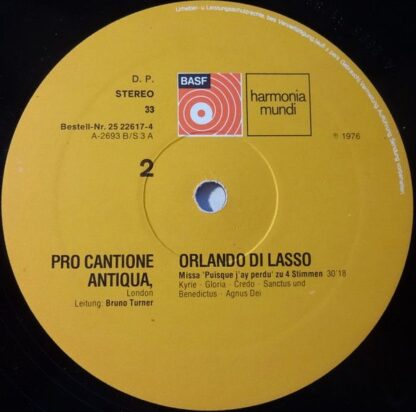 Urheber- u. Leistungsschutzrechte
D. P.
STEREO
33
Bestell-Nr. 25 22617-4
A-2693 B/S 3 A
BASF
harmonia
mundi
℗ 1976
2
PRO CANTIONE
ANTIQUA,
London
Leitung: Bruno Turner
ORLANDO DI LASSO
Missa 'Puisque j'ay perdu' zu 4 Stimmen 30'18
Kyrie · Gloria · Credo · Sanctus und
Benedictus · Agnus Dei